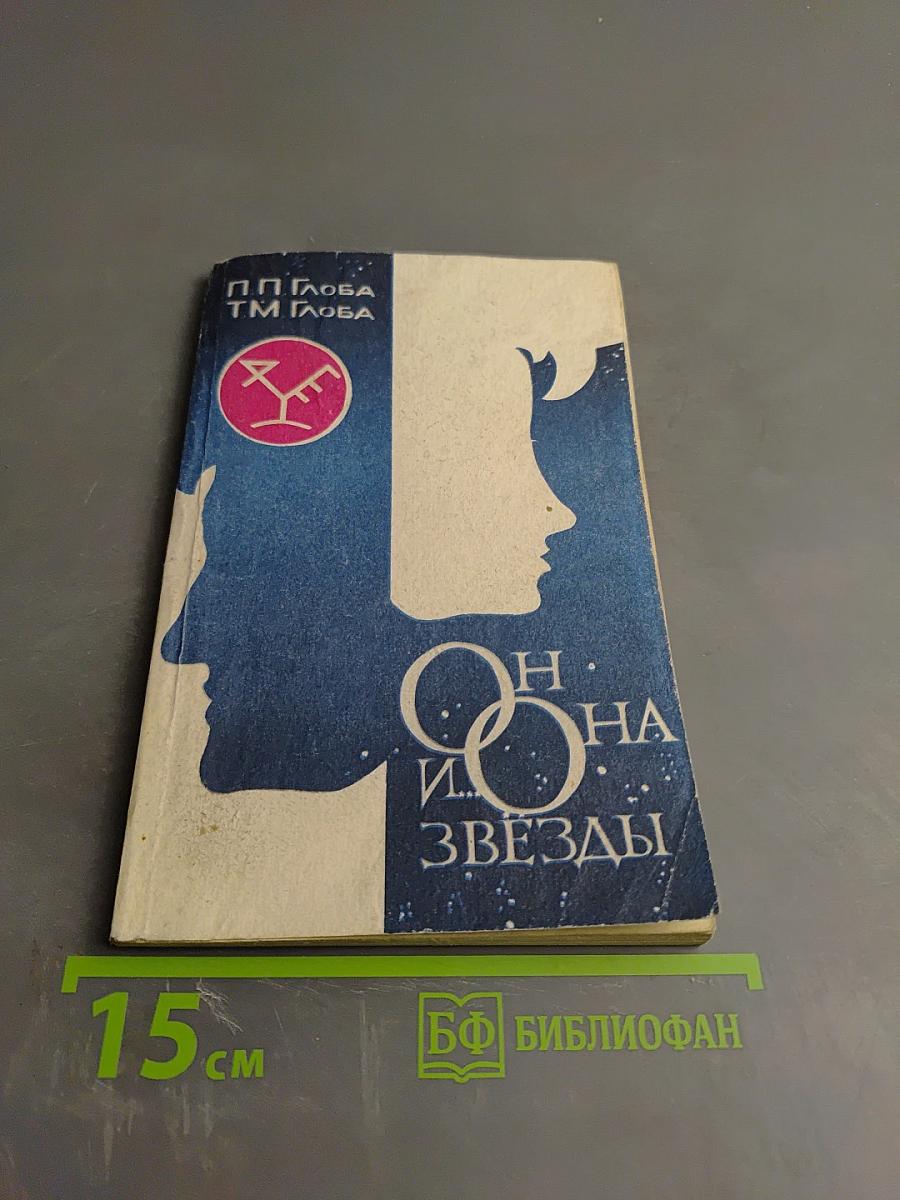 П.П. Глоба
Т.М. Глоба
Он
Она
и...
звёзды
15 см
БФ БИБЛИОФАН